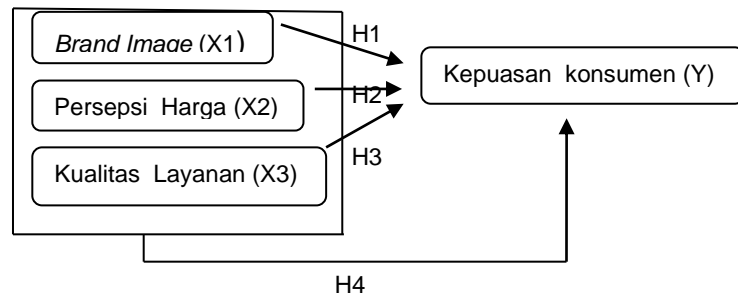 Brand Image (X1)
H1
Kepuasan konsumen (Y)
Persepsi Harga (X2)
H2
Kualitas Layanan (X3)
H3
H4